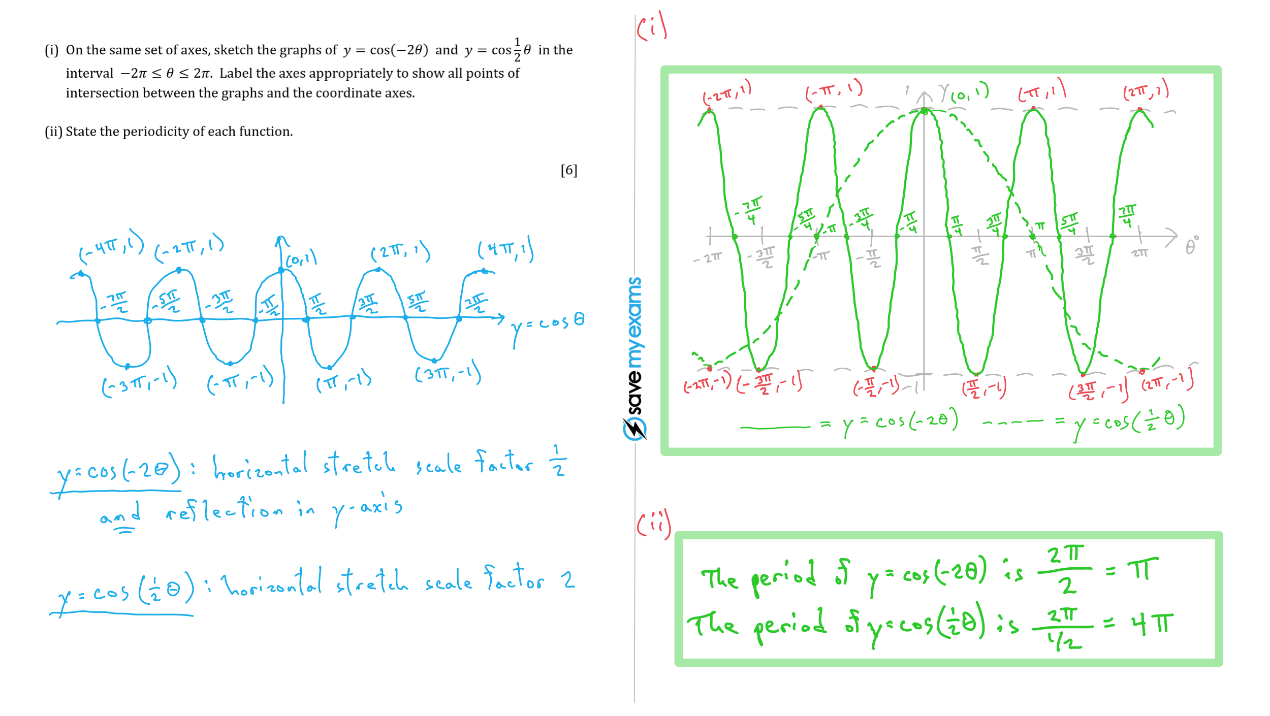 (i) On the same set of axes, sketch the graphs of y = cos(−2θ) and y = cos 1/2 θ in the
interval −2π ≤ θ ≤ 2π. Label the axes appropriately to show all points of
intersection between the graphs and the coordinate axes.
(ii) State the periodicity of each function.
[6]
(-4π, 1) (-2π, 1) (0,1) (2π, 1) (4π, 1)
-7π/2 -5π/2 -3π/2 -π/2 π/2 3π/2 5π/2 7π/2
y = cosθ
(-3π, -1) (-π, -1) (π, -1) (3π, -1)
y = cos(-2θ) : horizontal stretch scale factor 1/2
and reflection in y-axis
y = cos(1/2 θ) : horizontal stretch scale factor 2
savemyexams
(i)
(-2π, 1) (-π, 1) 1 y (0, 1) (π, 1) (2π, 1)
-7π/4 -5π/4 -π -3π/4 -π/4 π/4 3π/4 π 5π/4 7π/4
-2π -3π/2 -π -π/2 π/2 π 3π/2 2π θ°
(-2π, -1) (-3π/2, -1) (-π/2, -1) -1 (π/2, -1) (3π/2, -1) (2π, -1)
= y = cos(-2θ) = y = cos(1/2 θ)
(ii)
The period of y = cos(-2θ) is 2π/2 = π
The period of y = cos(1/2 θ) is 2π/1/2 = 4π